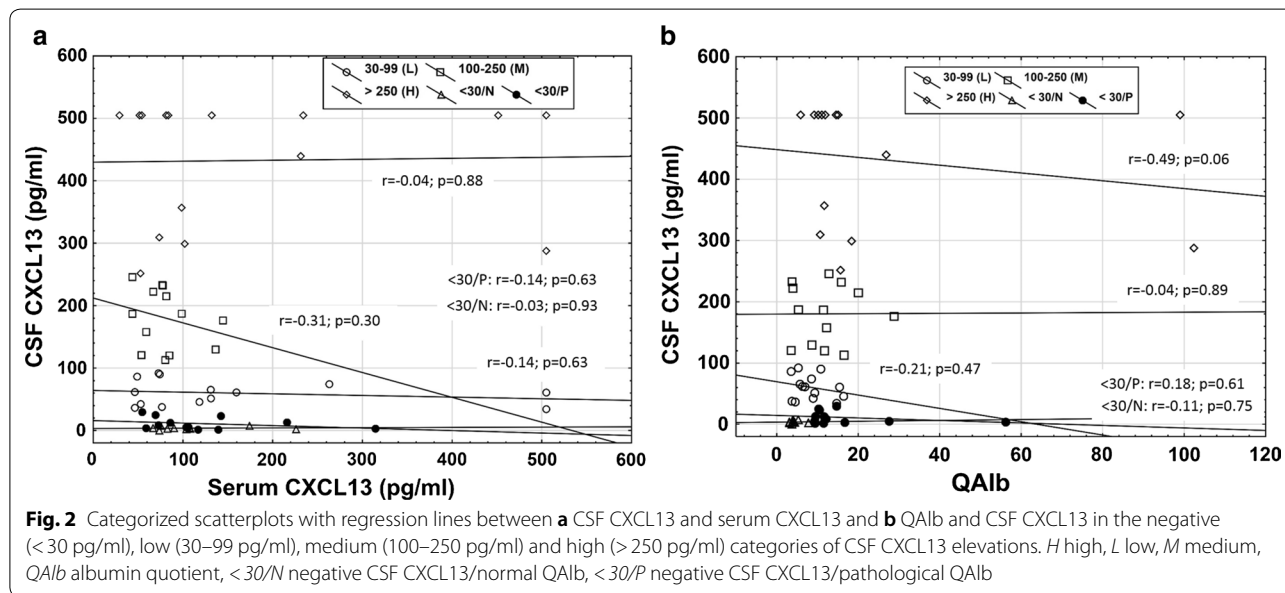 a
600
500
400
300
200
100
0
CSF CXCL13 (pg/ml)
30-99 (L) 100-250 (M)
> 250 (H) <30/N <30/P
r=-0.04; p=0.88
<30/P: r=-0.14; p=0.63
<30/N: r=-0.03; p=0.93
r=-0.31; p=0.30
r=-0.14; p=0.63
0 100 200 300 400 500 600
Serum CXCL13 (pg/ml)
b
600
500
400
300
200
100
0
CSF CXCL13 (pg/ml)
30-99 (L) 100-250 (M)
> 250 (H) < 30/N < 30/P
r=-0.49; p=0.06
r=-0.04; p=0.89
r=-0.21; p=0.47
<30/P: r=0.18; p=0.61
<30/N: r=-0.11; p=0.75
0 20 40 60 80 100 120
QAlb
Fig. 2 Categorized scatterplots with regression lines between a CSF CXCL13 and serum CXCL13 and b QAlb and CSF CXCL13 in the negative
(< 30 pg/ml), low (30–99 pg/ml), medium (100–250 pg/ml) and high (> 250 pg/ml) categories of CSF CXCL13 elevations. H high, L low, M medium,
QAlb albumin quotient, < 30/N negative CSF CXCL13/normal QAlb, < 30/P negative CSF CXCL13/pathological QAlb